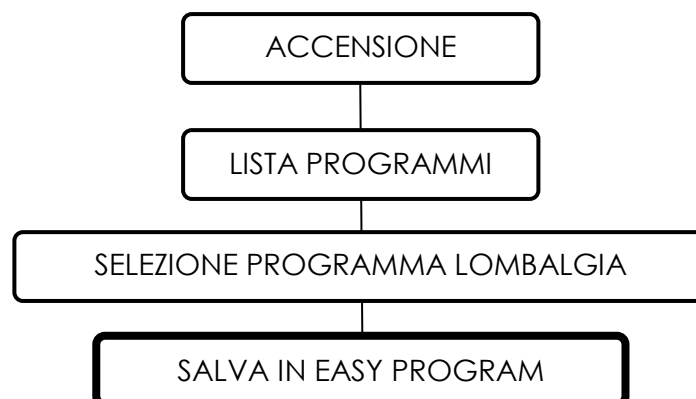 ACCENSIONE
LISTA PROGRAMMI
SELEZIONE PROGRAMMA LOMBALGIA
SALVA IN EASY PROGRAM